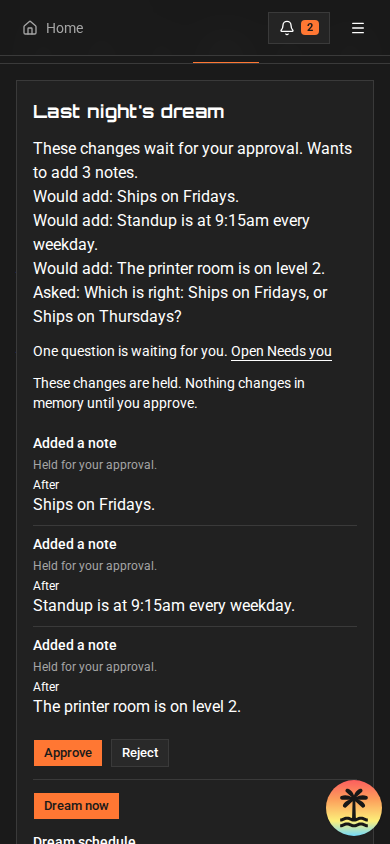 Home
2
Last night's dream
These changes wait for your approval. Wants
to add 3 notes.
Would add: Ships on Fridays.
Would add: Standup is at 9:15am every
weekday.
Would add: The printer room is on level 2.
Asked: Which is right: Ships on Fridays, or
Ships on Thursdays?
One question is waiting for you. Open Needs you
These changes are held. Nothing changes in
memory until you approve.
Added a note
Held for your approval.
After
Ships on Fridays.
Added a note
Held for your approval.
After
Standup is at 9:15am every weekday.
Added a note
Held for your approval.
After
The printer room is on level 2.
Approve Reject
Dream now
Dream schedule